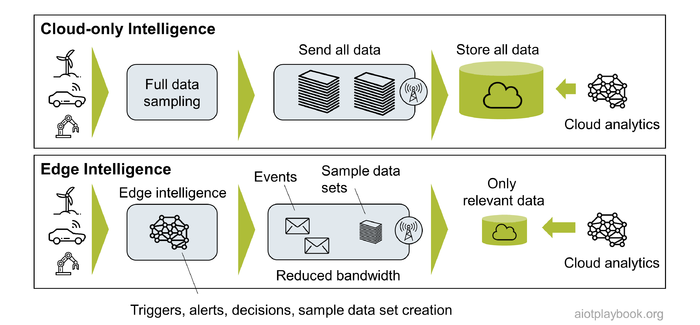 Cloud-only Intelligence
Full data
sampling
Send all data
Store all data
Cloud analytics
Edge Intelligence
Edge intelligence
Events
Sample data
sets
Reduced bandwidth
Only
relevant data
Cloud analytics
Triggers, alerts, decisions, sample data set creation
aiotplaybook.org